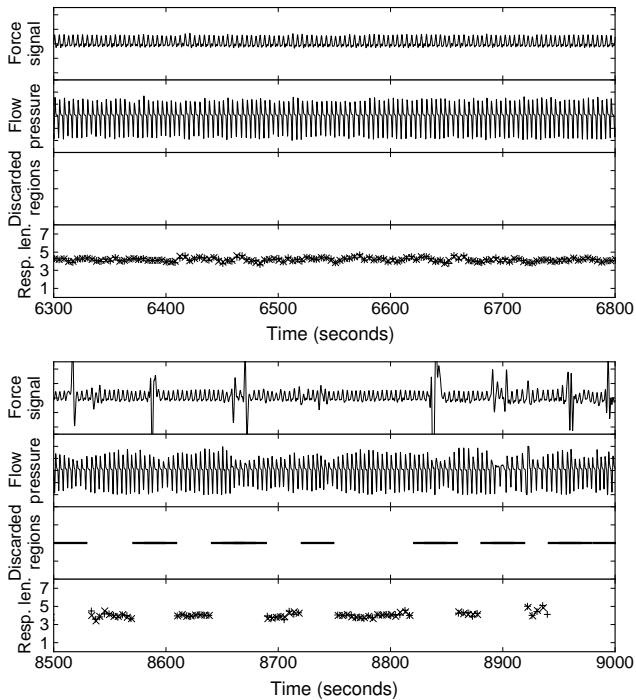 Force
signal
Flow
pressure
Discarded
regions
Resp. len.
7
5
3
1
6300 6400 6500 6600 6700 6800
Time (seconds)
Force
signal
Flow
pressure
Discarded
regions
Resp. len.
7
5
3
1
8500 8600 8700 8800 8900 9000
Time (seconds)